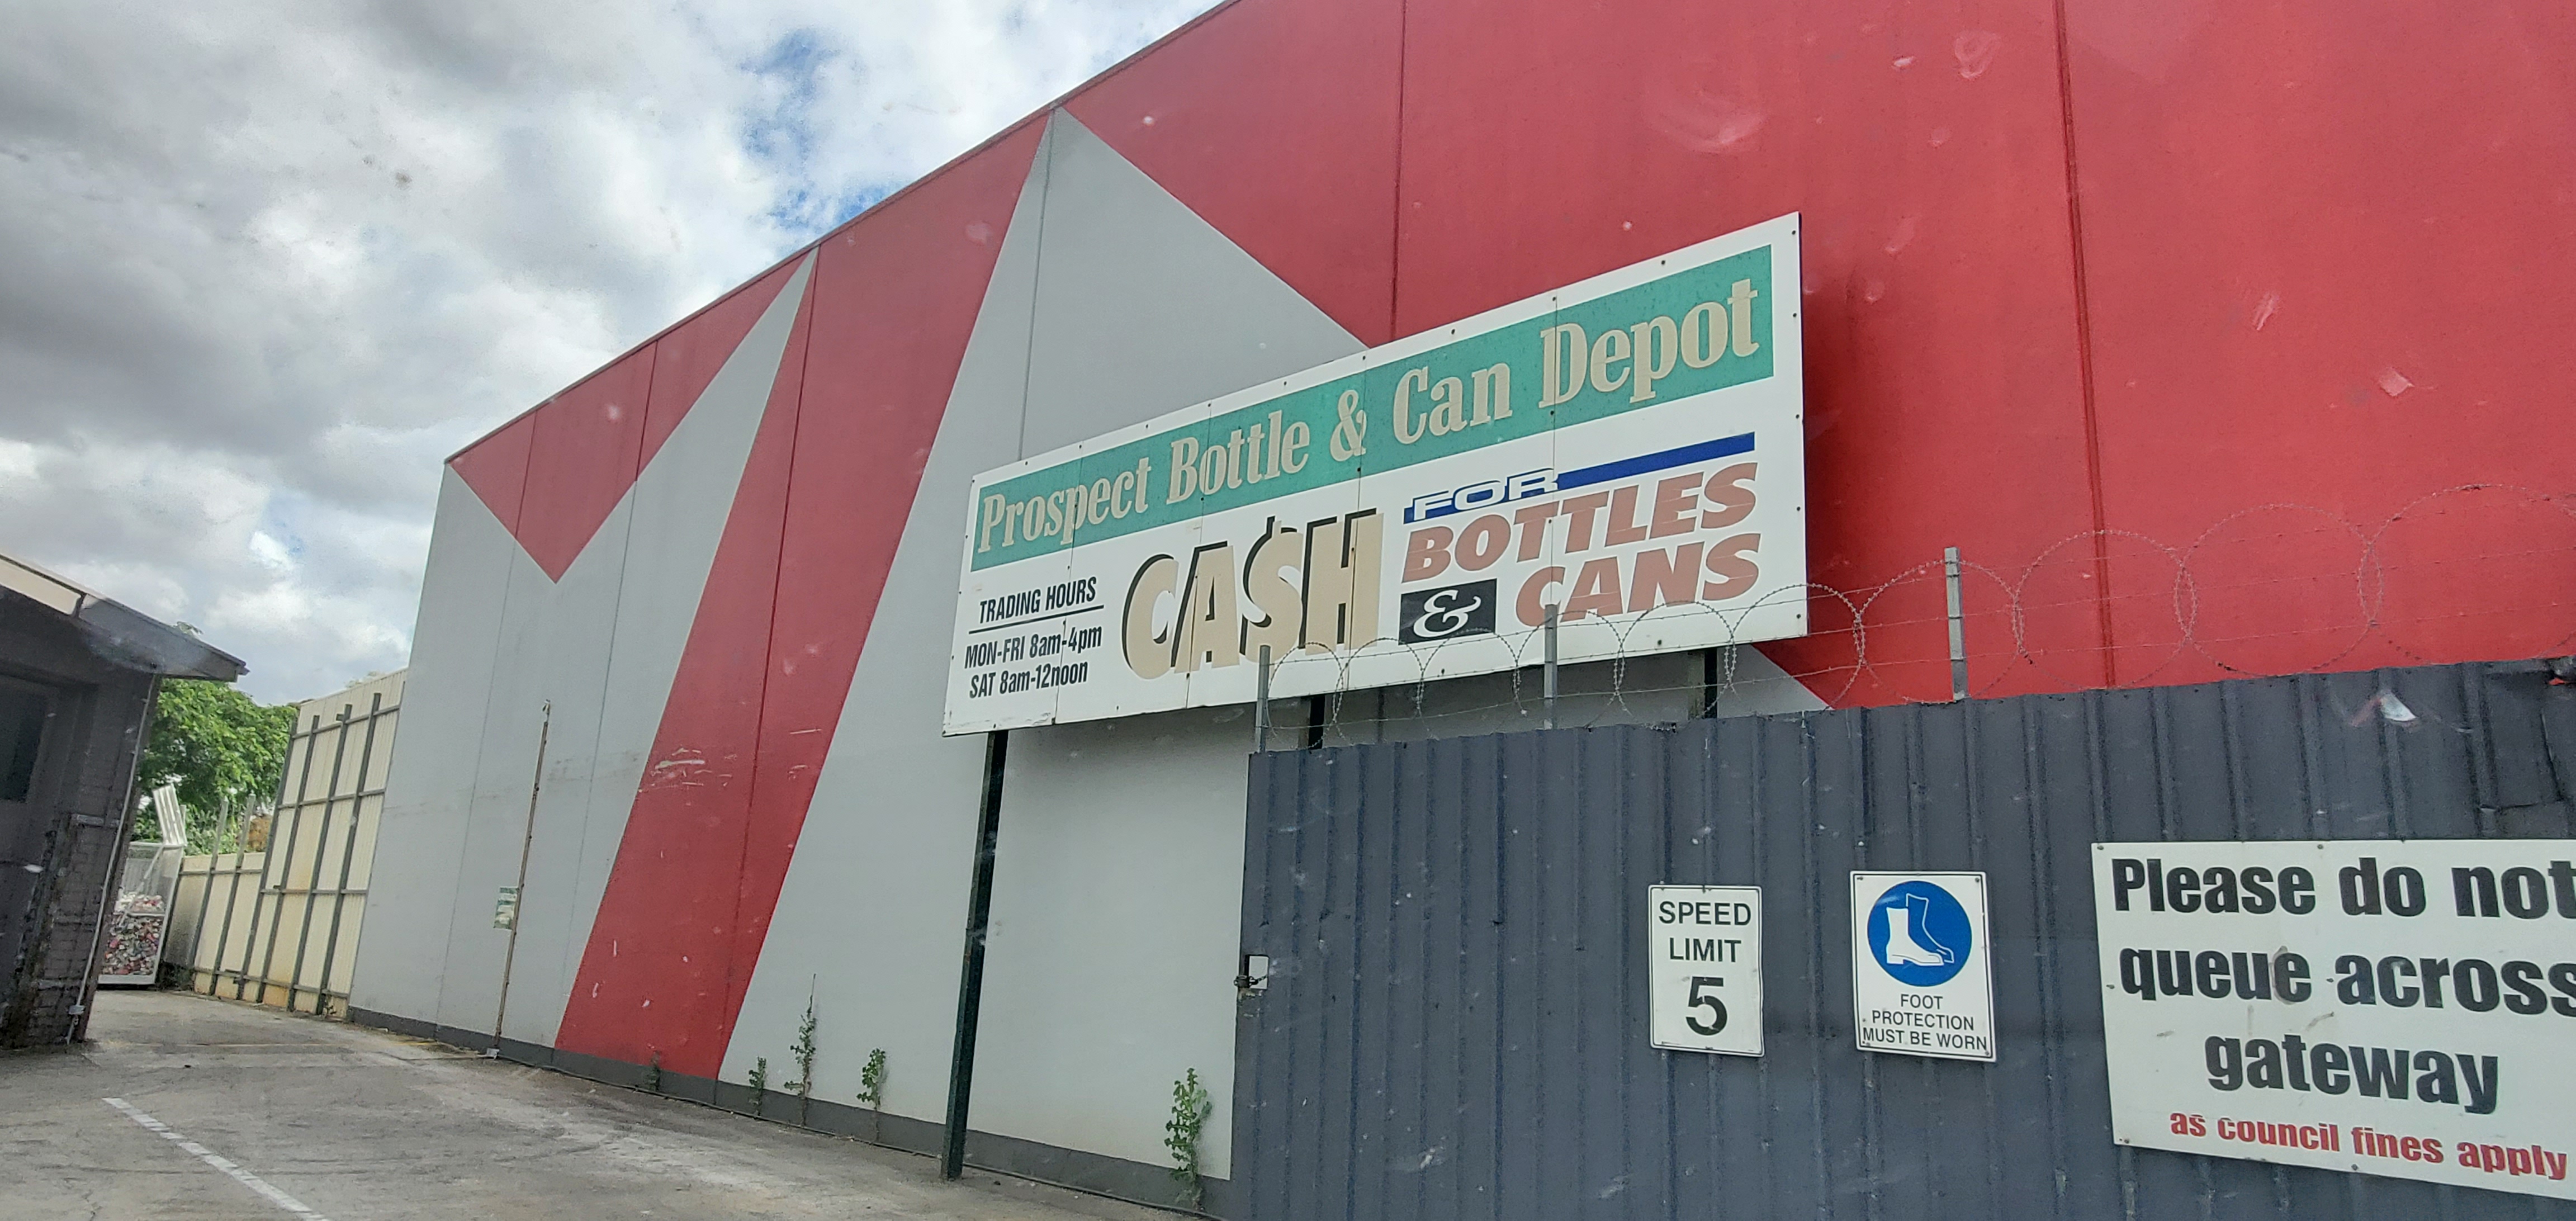 Prospect Bottle & Can Depot
TRADING HOURS
MON-FRI 8am-4pm
SAT 8am-12noon
CA$H
FOR
BOTTLES
& CANS
SPEED
LIMIT
5
FOOT
PROTECTION
MUST BE WORN
Please do not
queue across
gateway
as council fines apply